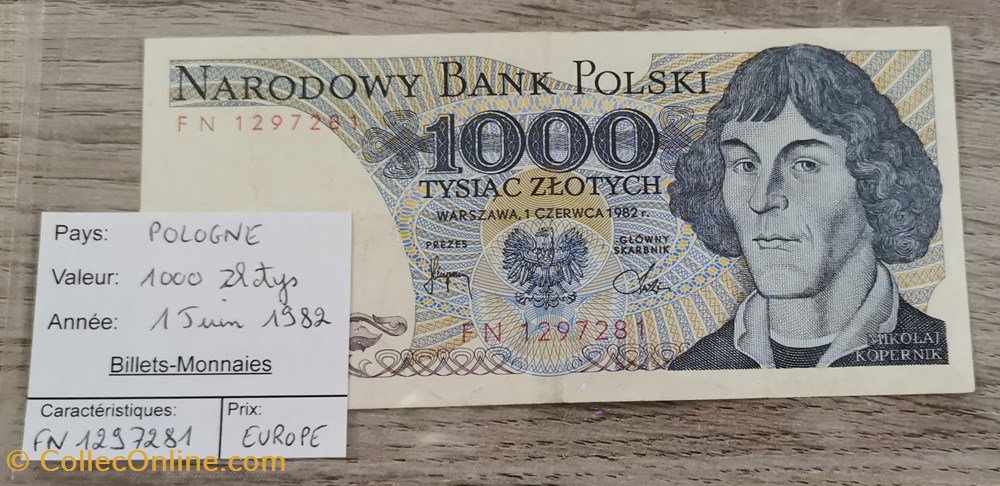 NARODOWY BANK POLSKI
FN 1297281
1000
TYSIĄC ZŁOTYCH
WARSZAWA, 1 CZERWCA 1982 r.
PREZES
GŁÓWNY
SKARBNIK
FN 1297281
MIKOŁAJ
KOPERNIK
Pays: POLOGNE
Valeur: 1000 Zlotys
Année: 1 Juin 1982
Billets-Monnaies
Caractéristiques:
FN 1297281
Prix:
EUROPE
© CollecOnline.com